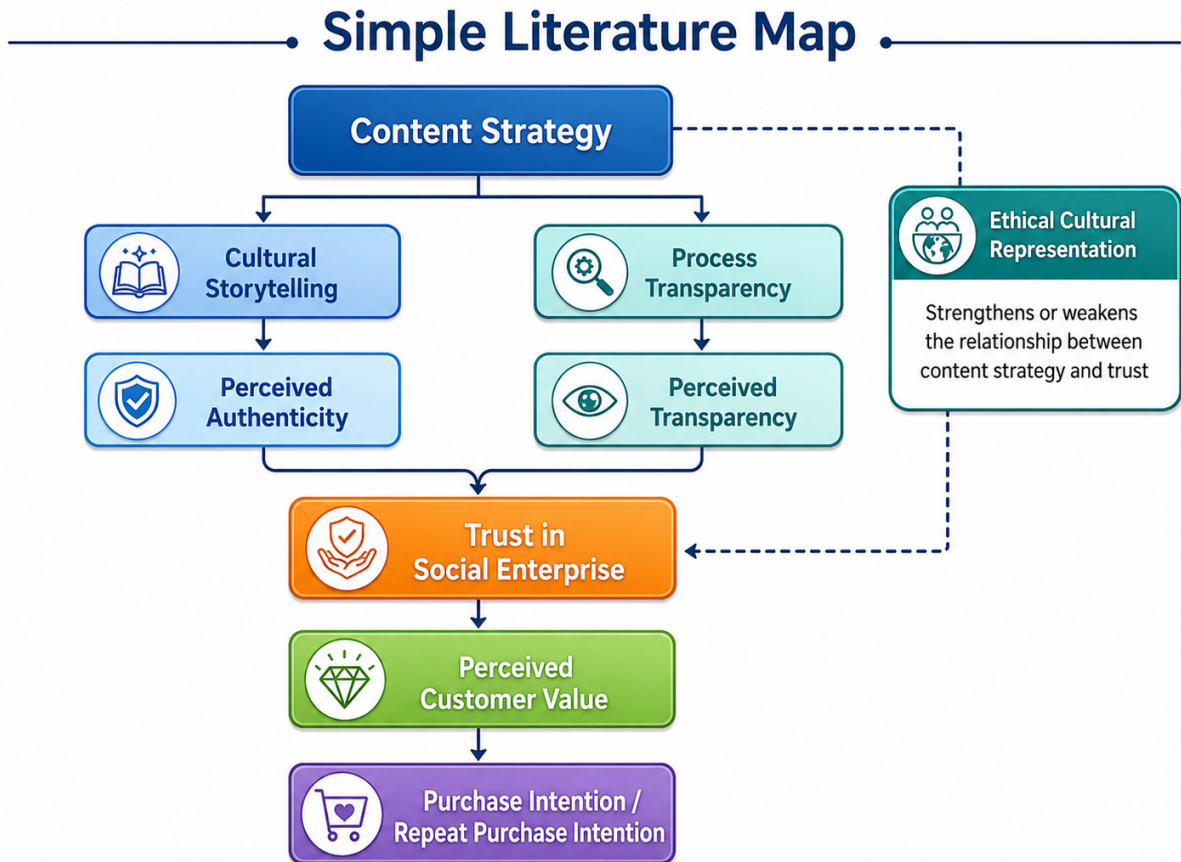 Simple Literature Map
Content Strategy
Cultural
Storytelling
Process
Transparency
Ethical Cultural
Representation
Strengthens or weakens
the relationship between
content strategy and trust
Perceived
Authenticity
Perceived
Transparency
Trust in
Social Enterprise
Perceived
Customer Value
Purchase Intention /
Repeat Purchase Intention